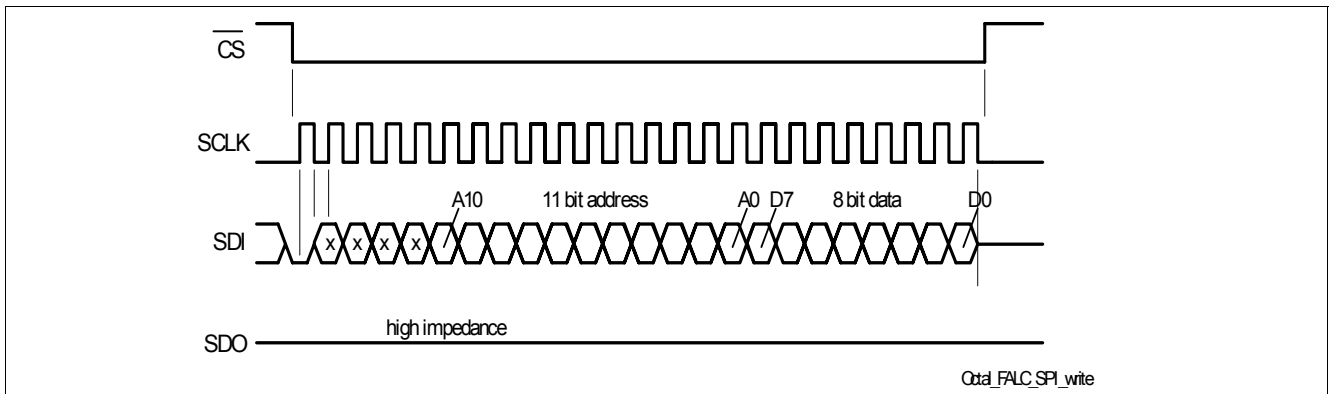 CS
SCLK
A10 11 bit address A0 D7 8 bit data D0
SDI x x x x
high impedance
SDO
Octal_FALC_SPI_write